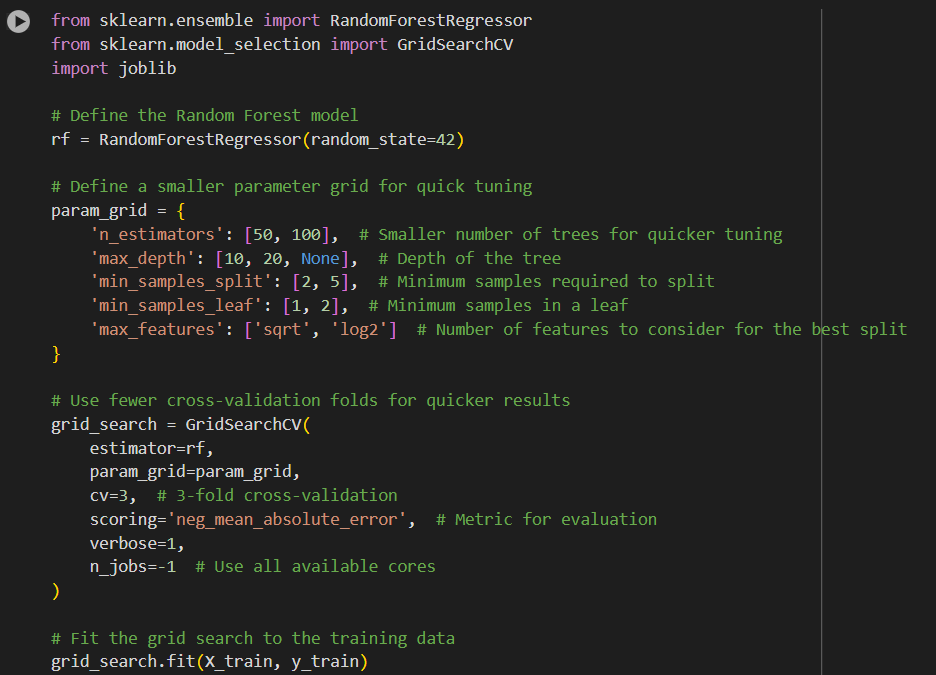 from sklearn.ensemble import RandomForestRegressor
from sklearn.model_selection import GridSearchCV
import joblib

# Define the Random Forest model
rf = RandomForestRegressor(random_state=42)

# Define a smaller parameter grid for quick tuning
param_grid = {
    'n_estimators': [50, 100],  # Smaller number of trees for quicker tuning
    'max_depth': [10, 20, None],  # Depth of the tree
    'min_samples_split': [2, 5],  # Minimum samples required to split
    'min_samples_leaf': [1, 2],  # Minimum samples in a leaf
    'max_features': ['sqrt', 'log2']  # Number of features to consider for the best split
}

# Use fewer cross-validation folds for quicker results
grid_search = GridSearchCV(
    estimator=rf,
    param_grid=param_grid,
    cv=3,  # 3-fold cross-validation
    scoring='neg_mean_absolute_error',  # Metric for evaluation
    verbose=1,
    n_jobs=-1  # Use all available cores
)

# Fit the grid search to the training data
grid_search.fit(X_train, y_train)